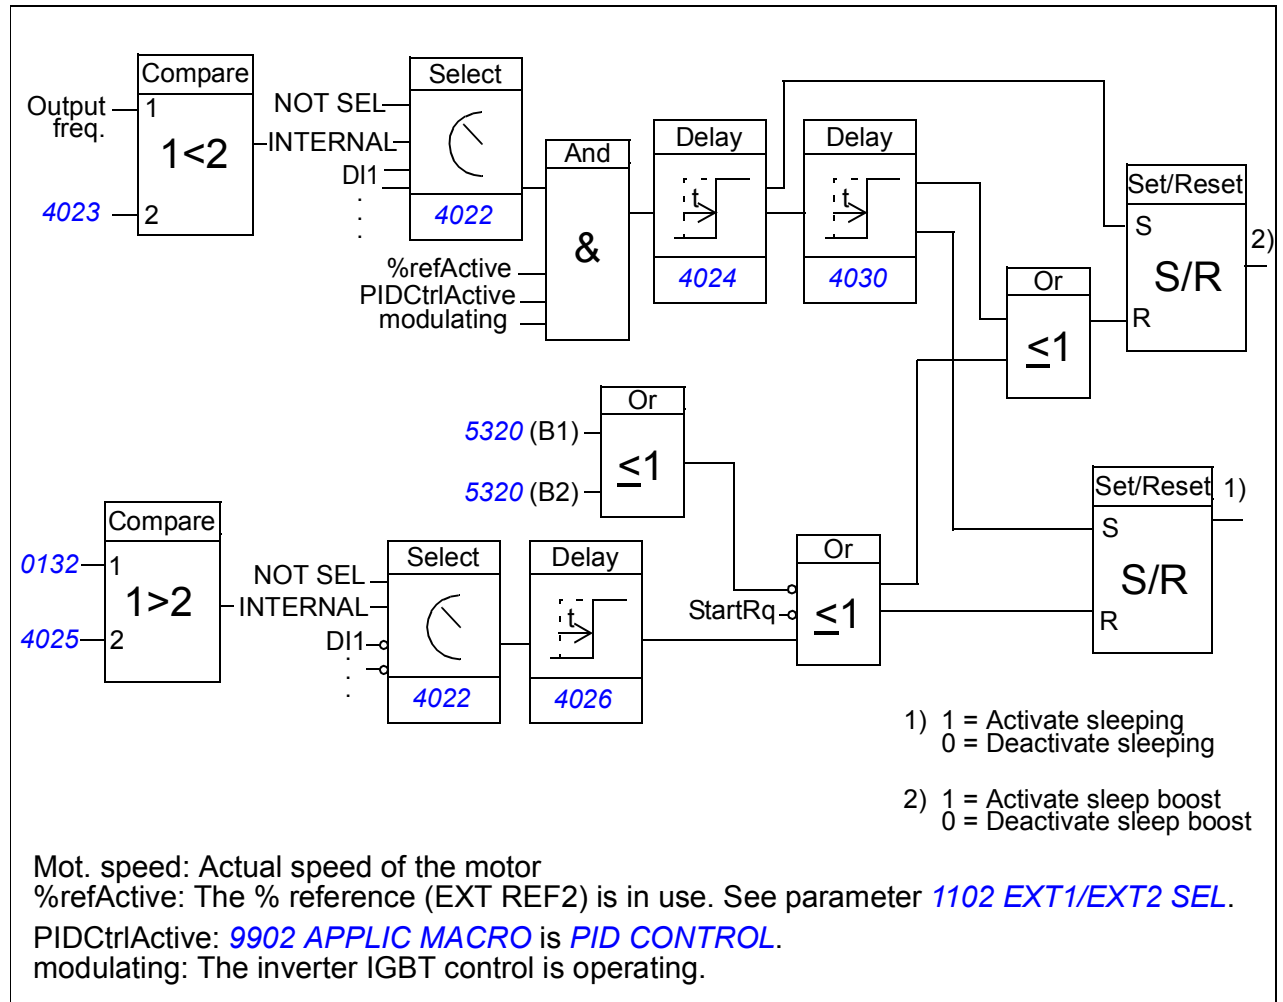 Compare
Output
freq.
1
1<2
4023
2
NOT SEL
INTERNAL
DI1
.
.
.
Select
4022
And
&
%refActive
PIDCtrlActive
modulating
Delay
t
4024
Delay
t
4030
Set/Reset
S
S/R
R
2)
Or
<1
Or
5320 (B1)
<1
5320 (B2)
Compare
0132
1
1>2
4025
2
NOT SEL
INTERNAL
DI1
.
.
.
Select
4022
Delay
t
4026
StartRq
Or
<1
Set/Reset
1)
S
S/R
R
1) 1 = Activate sleeping
0 = Deactivate sleeping
2) 1 = Activate sleep boost
0 = Deactivate sleep boost
Mot. speed: Actual speed of the motor
%refActive: The % reference (EXT REF2) is in use. See parameter 1102 EXT1/EXT2 SEL.
PIDCtrlActive: 9902 APPLIC MACRO is PID CONTROL.
modulating: The inverter IGBT control is operating.